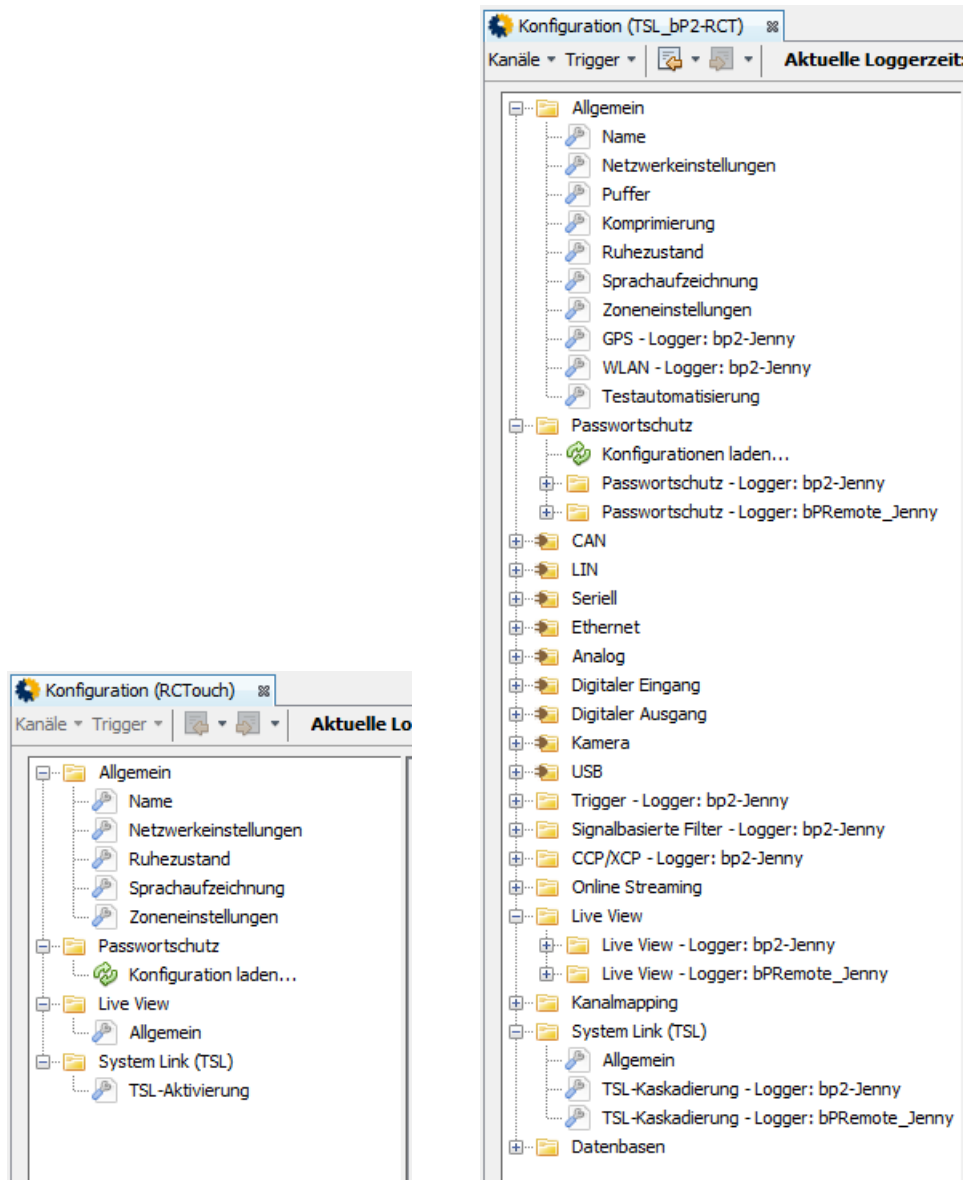 Konfiguration (RCTouch)
Kanäle Trigger Aktuelle Lo
Allgemein
Name
Netzwerkeinstellungen
Ruhezustand
Sprachaufzeichnung
Zoneneinstellungen
Passwortschutz
Konfiguration laden...
Live View
Allgemein
System Link (TSL)
TSL-Aktivierung
Konfiguration (TSL_bP2-RCT)
Kanäle Trigger Aktuelle Loggerzeit:
Allgemein
Name
Netzwerkeinstellungen
Puffer
Komprimierung
Ruhezustand
Sprachaufzeichnung
Zoneneinstellungen
GPS - Logger: bp2-Jenny
WLAN - Logger: bp2-Jenny
Testautomatisierung
Passwortschutz
Konfigurationen laden...
Passwortschutz - Logger: bp2-Jenny
Passwortschutz - Logger: bPRemote_Jenny
CAN
LIN
Seriell
Ethernet
Analog
Digitaler Eingang
Digitaler Ausgang
Kamera
USB
Trigger - Logger: bp2-Jenny
Signalbasierte Filter - Logger: bp2-Jenny
CCP/XCP - Logger: bp2-Jenny
Online Streaming
Live View
Live View - Logger: bp2-Jenny
Live View - Logger: bPRemote_Jenny
Kanalmapping
System Link (TSL)
Allgemein
TSL-Kaskadierung - Logger: bp2-Jenny
TSL-Kaskadierung - Logger: bPRemote_Jenny
Datenbasen